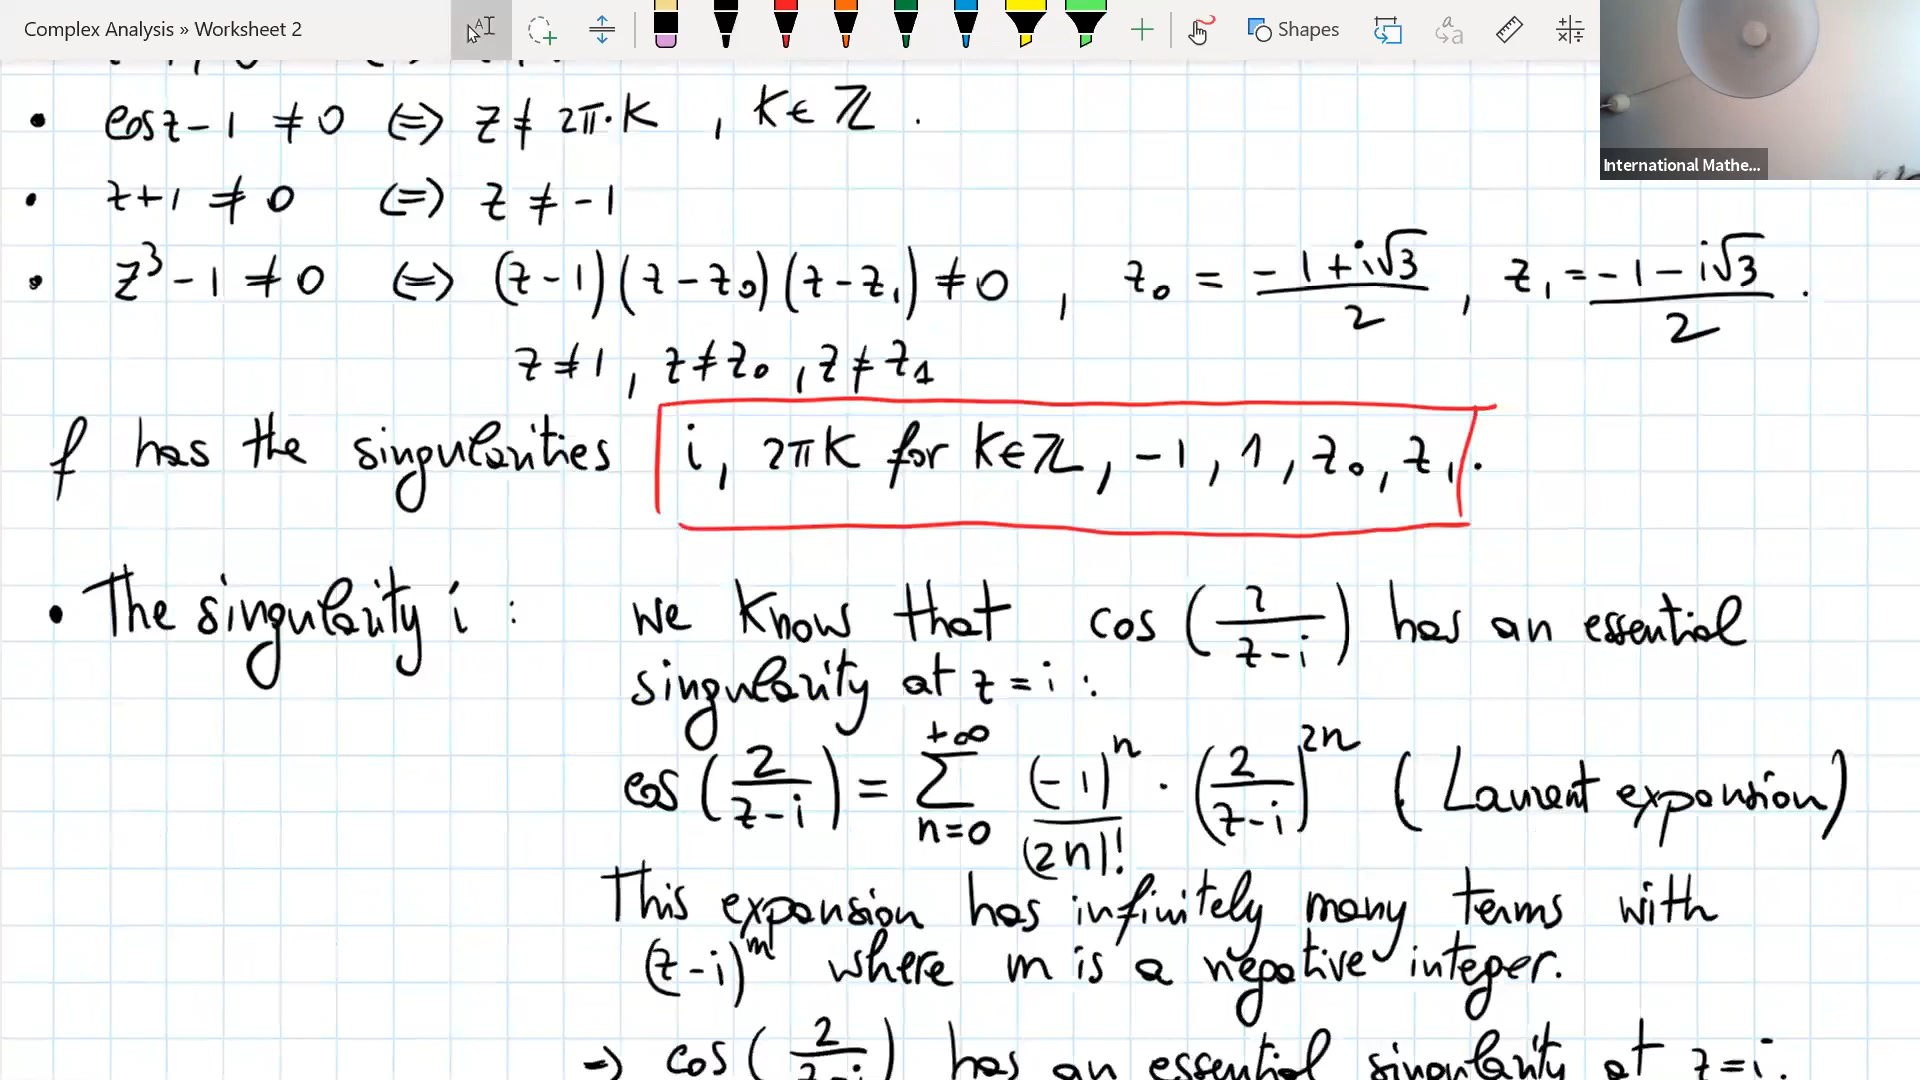 Complex Analysis » Worksheet 2
Shapes
International Mathe...
• cos z - 1 ≠ 0 ⇔ z ≠ 2π·k , k ∈ ℤ .
• z + 1 ≠ 0 ⇔ z ≠ -1
• z³ - 1 ≠ 0 ⇔ (z - 1)(z - z₀)(z - z₁) ≠ 0 , z₀ = (-1 + i√3)/2 , z₁ = (-1 - i√3)/2 .
z ≠ 1 , z ≠ z₀ , z ≠ z₁
f has the singularities i, 2πk for k ∈ ℤ, -1, 1, z₀, z₁.
• The singularity i : We know that cos (2/(z-i)) has an essential
singularity at z = i :
cos (2/(z-i)) = ∑_{n=0}^{+∞} (-1)ⁿ/(2n)! · (2/(z-i))^{2n} (Laurent expansion)
This expansion has infinitely many terms with
(z-i)^m where m is a negative integer.
⇒ cos (2/(z-i)) has an essential singularity at z = i.